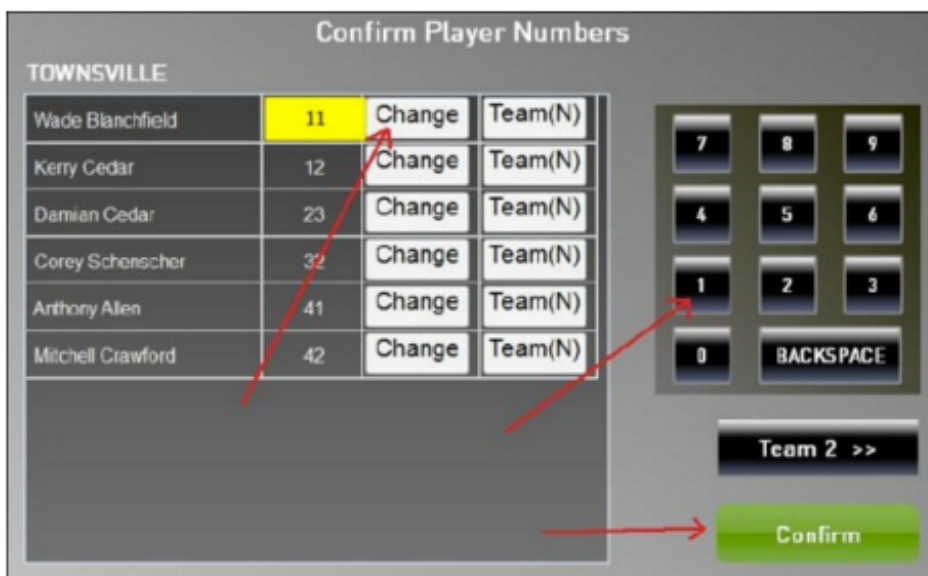 Confirm Player Numbers
TOWNSVILLE
Wade Blanchfield 11 Change Team(N)
Kerry Cedar 12 Change Team(N)
Damian Cedar 23 Change Team(N)
Corey Schenscher 32 Change Team(N)
Anthony Allen 41 Change Team(N)
Mitchell Crawford 42 Change Team(N)
7 8 9
4 5 6
1 2 3
0 BACKSPACE
Team 2 >>
Confirm